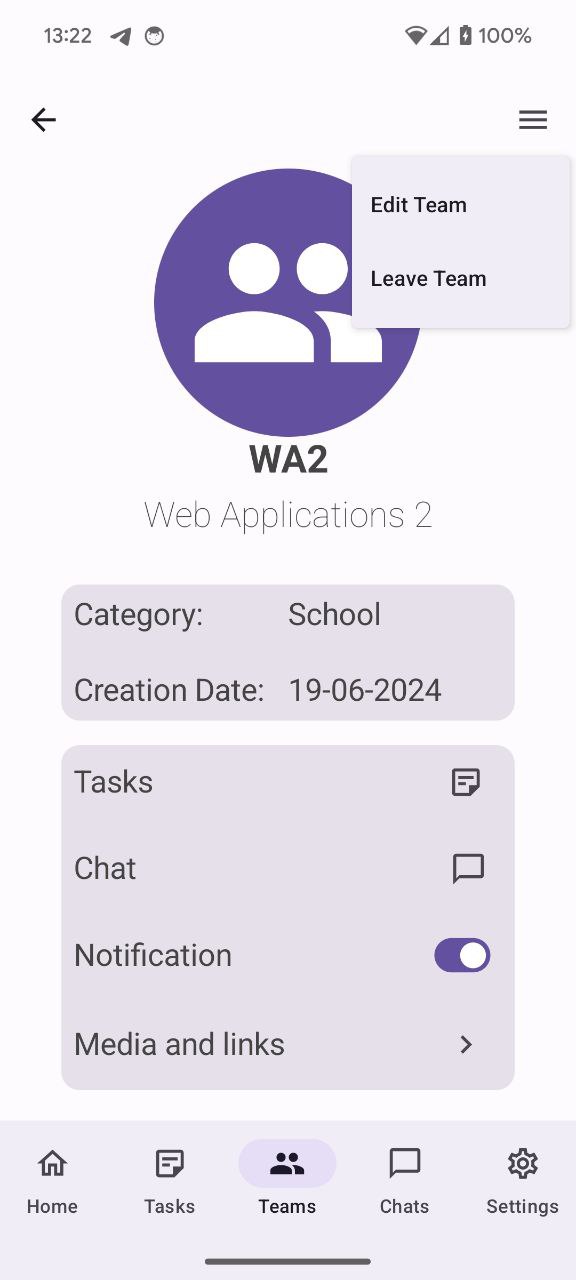 13:22 100%
Edit Team
Leave Team
WA2
Web Applications 2
Category: School
Creation Date: 19-06-2024
Tasks
Chat
Notification
Media and links
Home Tasks Teams Chats Settings